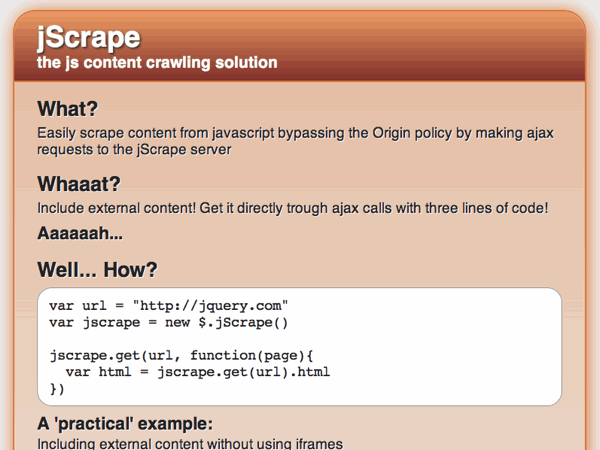 jScrape
the js content crawling solution
What?
Easily scrape content from javascript bypassing the Origin policy by making ajax
requests to the jScrape server
Whaaat?
Include external content! Get it directly trough ajax calls with three lines of code!
Aaaaaah...
Well... How?
var url = "http://jquery.com"
var jscrape = new $.jScrape()
jscrape.get(url, function(page){
  var html = jscrape.get(url).html
})
A 'practical' example:
Including external content without using iframes